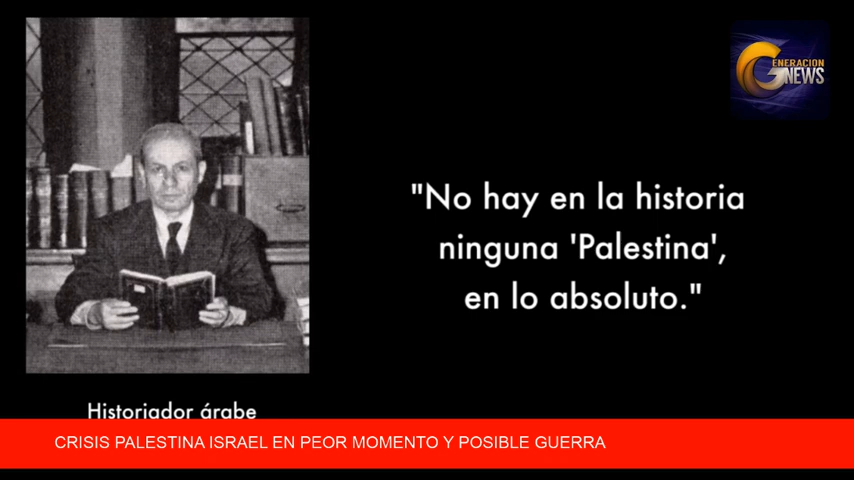 GENERACION
NEWS
"No hay en la historia
ninguna 'Palestina',
en lo absoluto."
Historiador árabe
CRISIS PALESTINA ISRAEL EN PEOR MOMENTO Y POSIBLE GUERRA